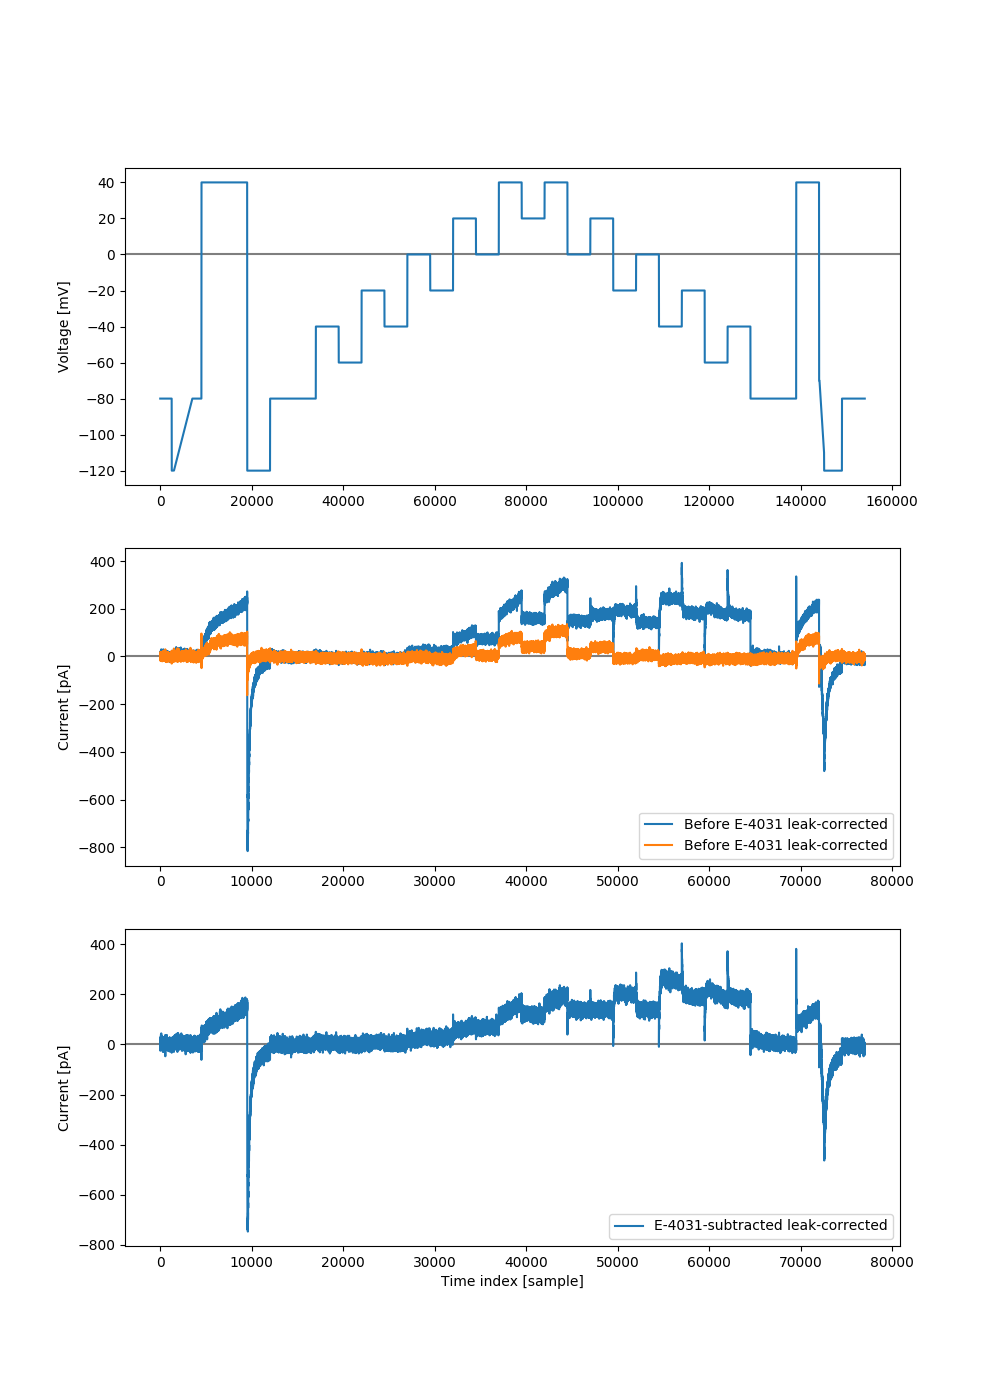 40
20
0
−20
−40
−60
−80
−100
−120
Voltage [mV]
0 20000 40000 60000 80000 100000 120000 140000 160000
400
200
0
−200
−400
−600
−800
Current [pA]
Before E-4031 leak-corrected
Before E-4031 leak-corrected
0 10000 20000 30000 40000 50000 60000 70000 80000
400
200
0
−200
−400
−600
−800
Current [pA]
E-4031-subtracted leak-corrected
0 10000 20000 30000 40000 50000 60000 70000 80000
Time index [sample]